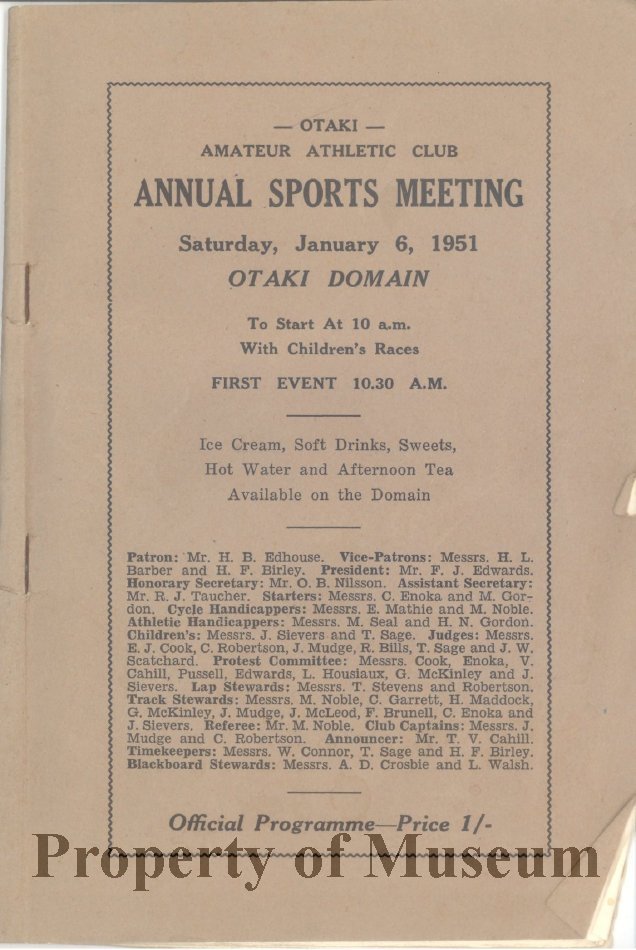 — OTAKI —
AMATEUR ATHLETIC CLUB
ANNUAL SPORTS MEETING
Saturday, January 6, 1951
OTAKI DOMAIN
To Start At 10 a.m.
With Children's Races
FIRST EVENT 10.30 A.M.
Ice Cream, Soft Drinks, Sweets,
Hot Water and Afternoon Tea
Available on the Domain
Patron: Mr. H. B. Edhouse. Vice-Patrons: Messrs. H. L.
Barber and H. F. Birley. President: Mr. F. J. Edwards.
Honorary Secretary: Mr. O. B. Nilsson. Assistant Secretary:
Mr. R. J. Taucher. Starters: Messrs. C. Enoka and M. Gor-
don. Cycle Handicappers: Messrs. E. Mathie and M. Noble.
Athletic Handicappers: Messrs. M. Seal and H. N. Gordon.
Children's: Messrs. J. Sievers and T. Sage. Judges: Messrs.
E. J. Cook, C. Robertson, J. Mudge, R. Bills, T. Sage and J. W.
Scatchard. Protest Committee: Messrs. Cook, Enoka, V.
Cahill, Pussell, Edwards, L. Housiaux, G. McKinley and J.
Sievers. Lap Stewards: Messrs. T. Stevens and Robertson.
Track Stewards: Messrs. M. Noble, C. Garrett, H. Maddock,
G. McKinley, J. Mudge, J. McLeod, F. Brunell, C. Enoka and
J. Sievers. Referee: Mr. M. Noble. Club Captains: Messrs. J.
Mudge and C. Robertson. Announcer: Mr. T. V. Cahill.
Timekeepers: Messrs. W. Connor, T. Sage and H. F. Birley.
Blackboard Stewards: Messrs. A. D. Crosbie and L. Walsh.
Official Programme—Price 1/-
Property of Museum